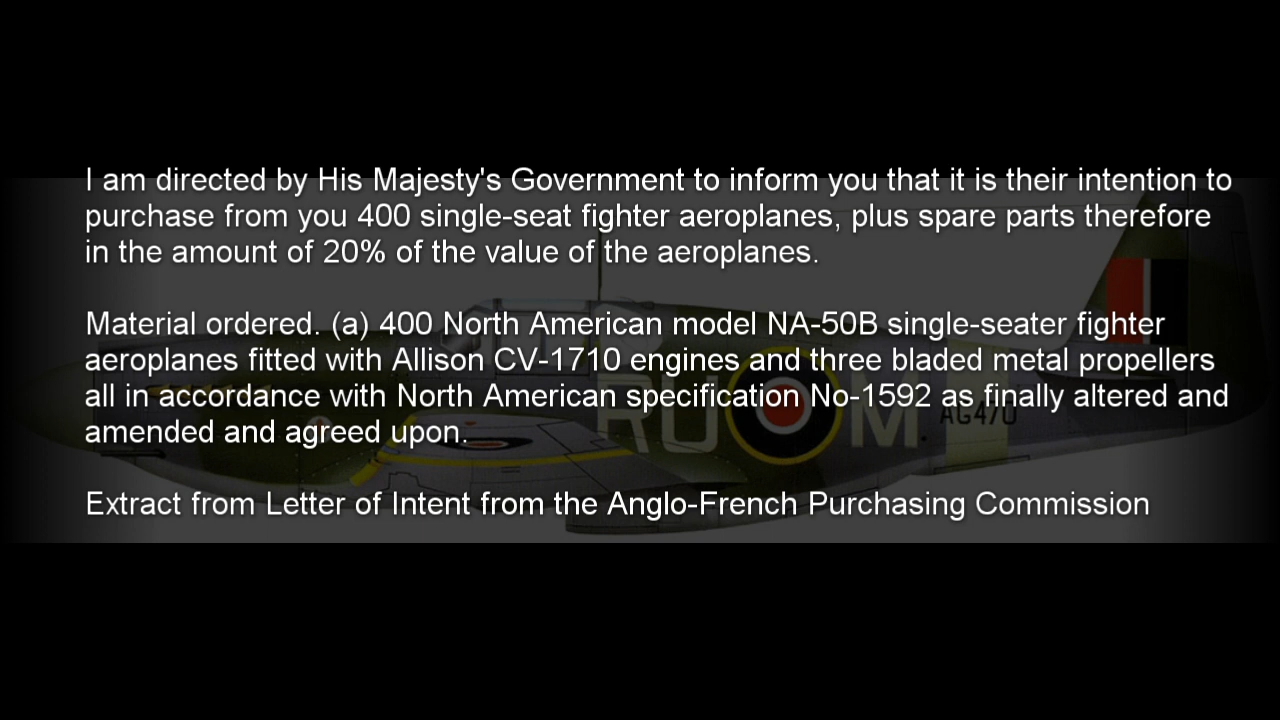 I am directed by His Majesty's Government to inform you that it is their intention to
purchase from you 400 single-seat fighter aeroplanes, plus spare parts therefore
in the amount of 20% of the value of the aeroplanes.
Material ordered. (a) 400 North American model NA-50B single-seater fighter
aeroplanes fitted with Allison CV-1710 engines and three bladed metal propellers
all in accordance with North American specification No-1592 as finally altered and
amended and agreed upon.
RU M
AG470
Extract from Letter of Intent from the Anglo-French Purchasing Commission